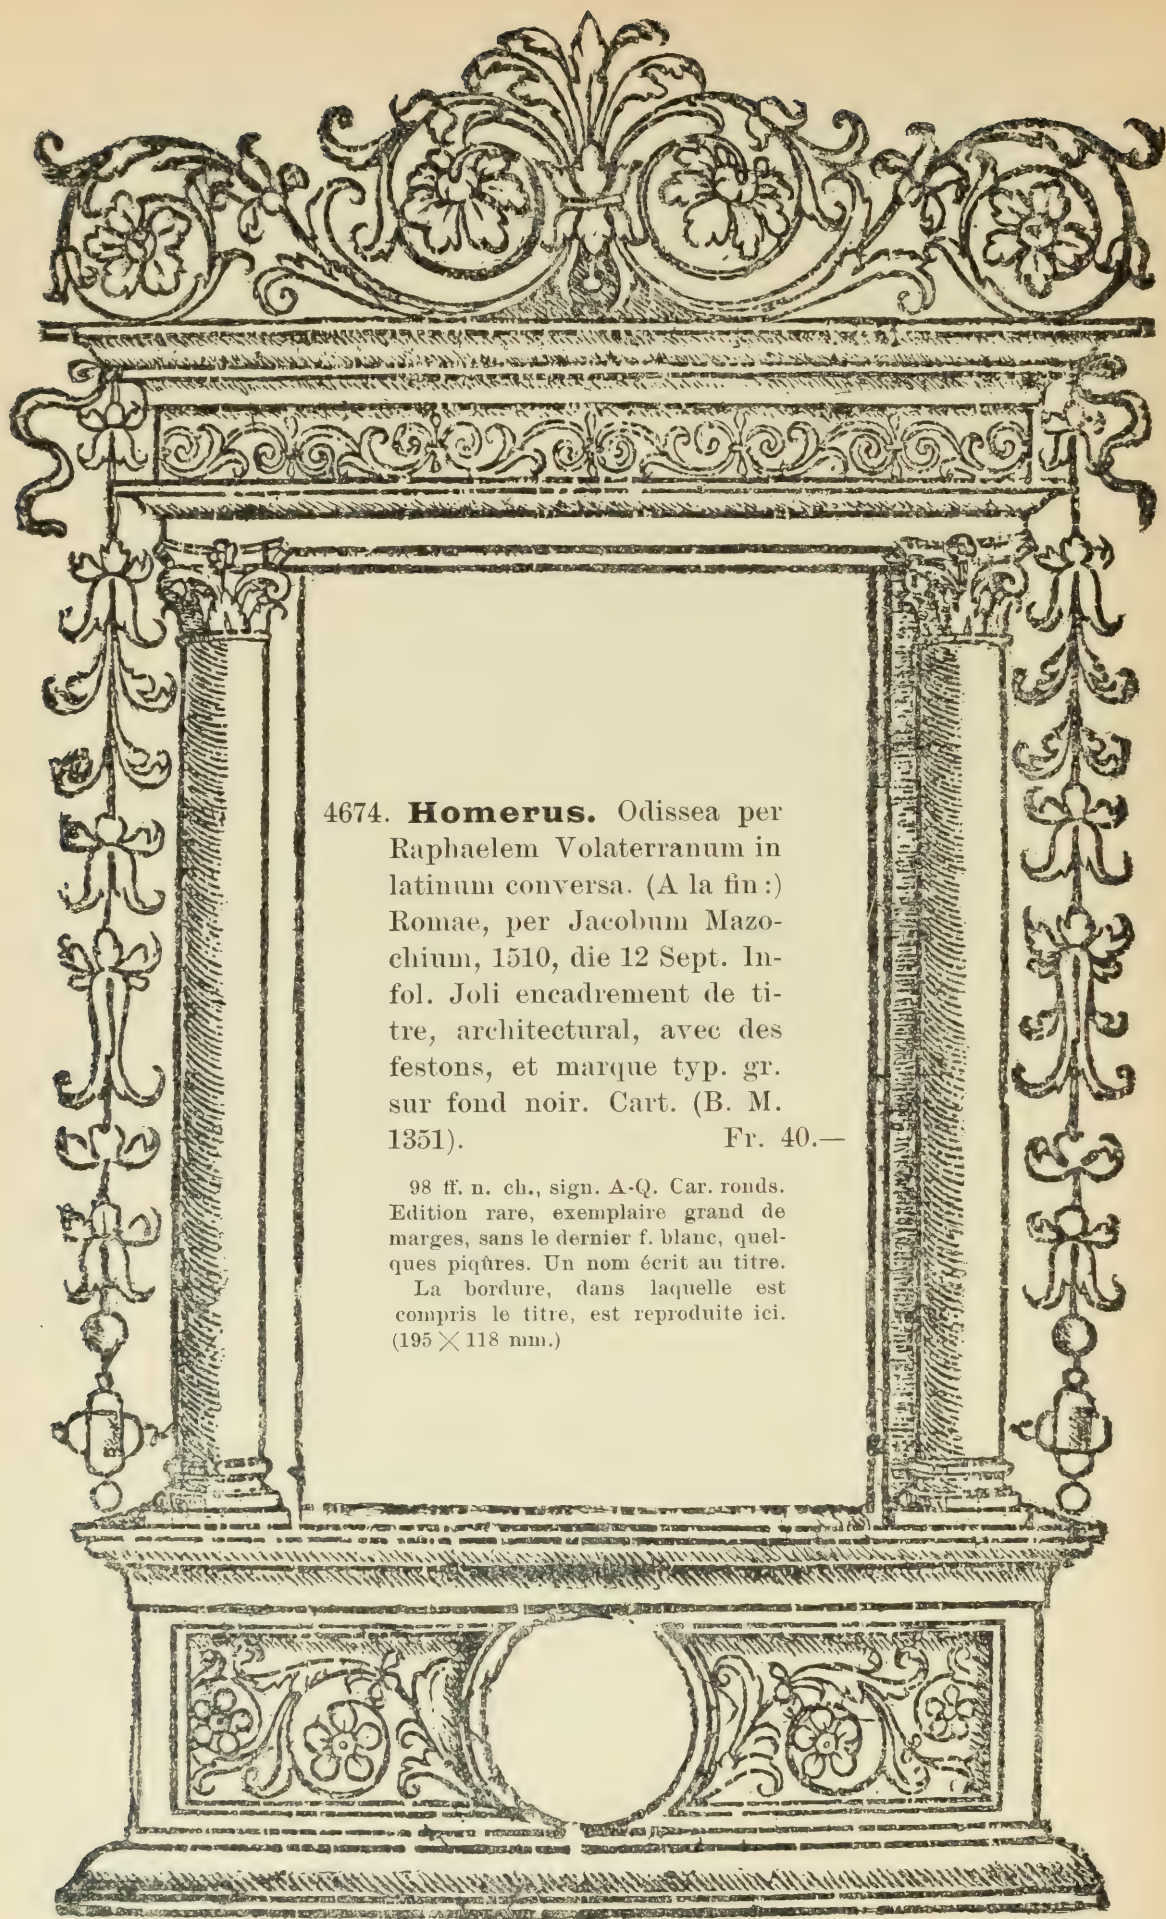 4674. Homerus. Odissea per
Raphaelem Volaterranum in
latinum conversa. (A la fin :)
Romae, per Jacobum Mazo-
chium, 1510, die 12 Sept. In-
fol. Joli encadrement de ti-
tre, architectural, avec des
festons, et marque typ. gr.
sur fond noir. Cart. (B. M.
1351). Fr. 40.—
98 ff. n. ch., sign. A-Q. Car. ronds.
Edition rare, exemplaire grand de
marges, sans le dernier f. blanc, quel-
ques piqûres. Un nom écrit au titre.
La bordure, dans laquelle est
compris le titre, est reproduite ici.
(195 × 118 mm.)